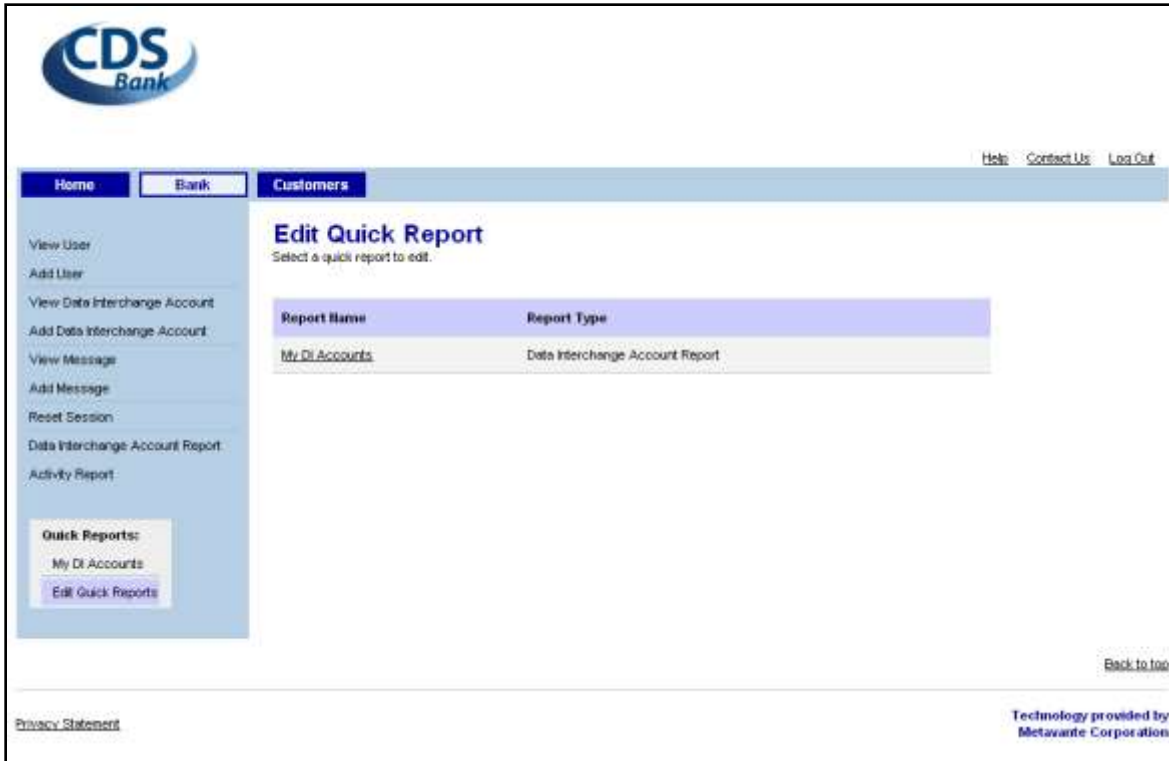 CDS
Bank
Help Contact Us Log Out
Home Bank Customers
View User
Add User
View Data Interchange Account
Add Data Interchange Account
View Message
Add Message
Reset Session
Data Interchange Account Report
Activity Report
Quick Reports:
My DI Accounts
Edit Quick Reports
Edit Quick Report
Select a quick report to edit.
Report Name Report Type
My DI Accounts Data Interchange Account Report
Back to top
Privacy Statement
Technology provided by
Metavante Corporation